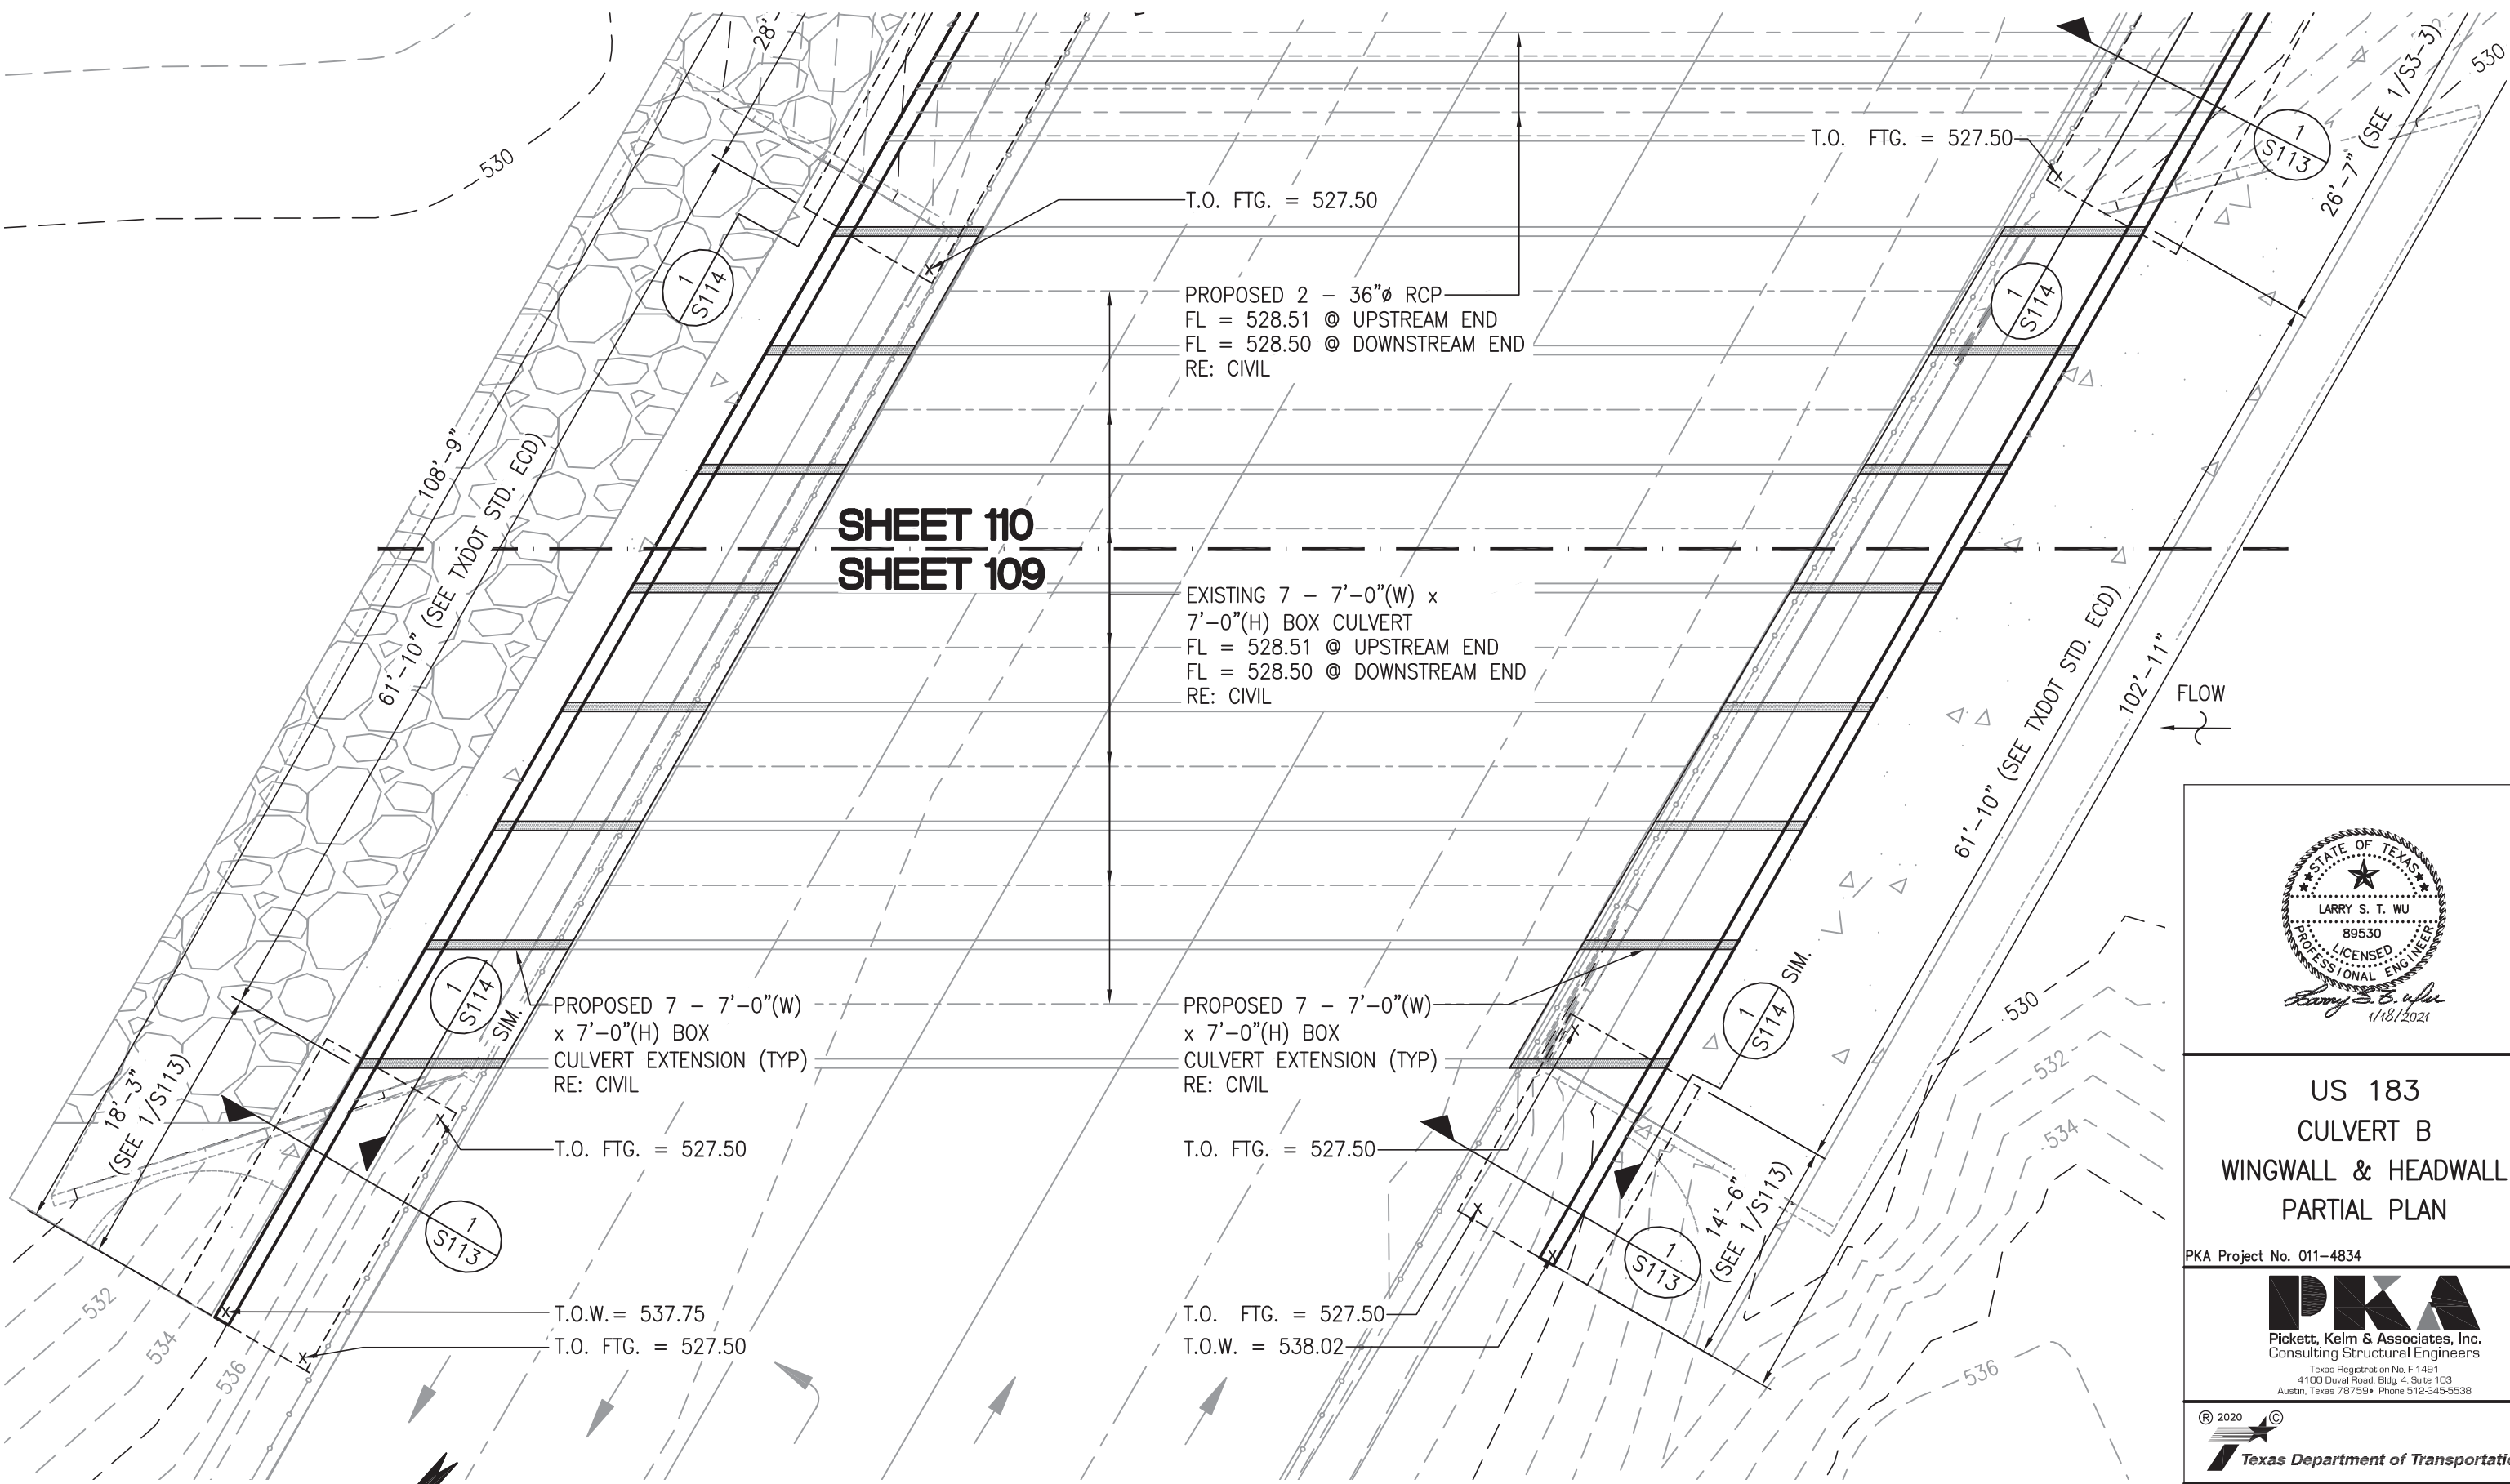 28'
530
108'-9"
61'-10" (SEE TXDOT STD. ECD)
1
S114
T.O. FTG. = 527.50
T.O. FTG. = 527.50
1
S113
26'-7" (SEE 1/S3-3)
530
PROPOSED 2 - 36"ø RCP
FL = 528.51 @ UPSTREAM END
FL = 528.50 @ DOWNSTREAM END
RE: CIVIL
1
S114
SHEET 110
SHEET 109
EXISTING 7 - 7'-0"(W) x
7'-0"(H) BOX CULVERT
FL = 528.51 @ UPSTREAM END
FL = 528.50 @ DOWNSTREAM END
RE: CIVIL
61'-10" (SEE TXDOT STD. ECD)
102'-11"
FLOW
1
S114
SIM.
PROPOSED 7 - 7'-0"(W)
x 7'-0"(H) BOX
CULVERT EXTENSION (TYP)
RE: CIVIL
PROPOSED 7 - 7'-0"(W)
x 7'-0"(H) BOX
CULVERT EXTENSION (TYP)
RE: CIVIL
1
S114
SIM.
530
532
534
536
18'-3"
(SEE 1/S113)
T.O. FTG. = 527.50
T.O. FTG. = 527.50
1
S113
1
S113
14'-6"
(SEE 1/S113)
T.O.W.= 537.75
T.O. FTG. = 527.50
T.O. FTG. = 527.50
T.O.W. = 538.02
532
534
536
STATE OF TEXAS
LARRY S. T. WU
89530
LICENSED
PROFESSIONAL ENGINEER
1/18/2021
US 183
CULVERT B
WINGWALL & HEADWALL
PARTIAL PLAN
PKA Project No. 011-4834
PKA
Pickett, Kelm & Associates, Inc.
Consulting Structural Engineers
Texas Registration No. F-1491
4100 Duval Road, Bldg. 4, Suite 103
Austin, Texas 78759• Phone 512-345-5538
® 2020 ©
Texas Department of Transportatio